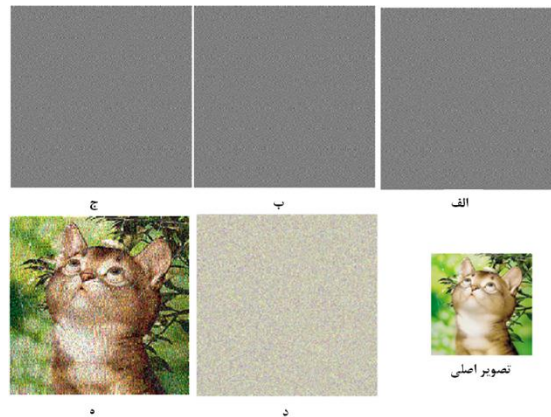 الف ب ج
تصویر اصلی
د ه